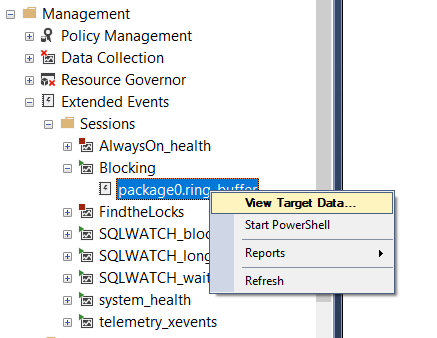 Management
Policy Management
Data Collection
Resource Governor
Extended Events
Sessions
AlwaysOn_health
Blocking
package0.ring_buffer
View Target Data...
Start PowerShell
Reports
Refresh
FindtheLocks
SQLWATCH_bloc
SQLWATCH_long
SQLWATCH_wait
system_health
telemetry_xevents